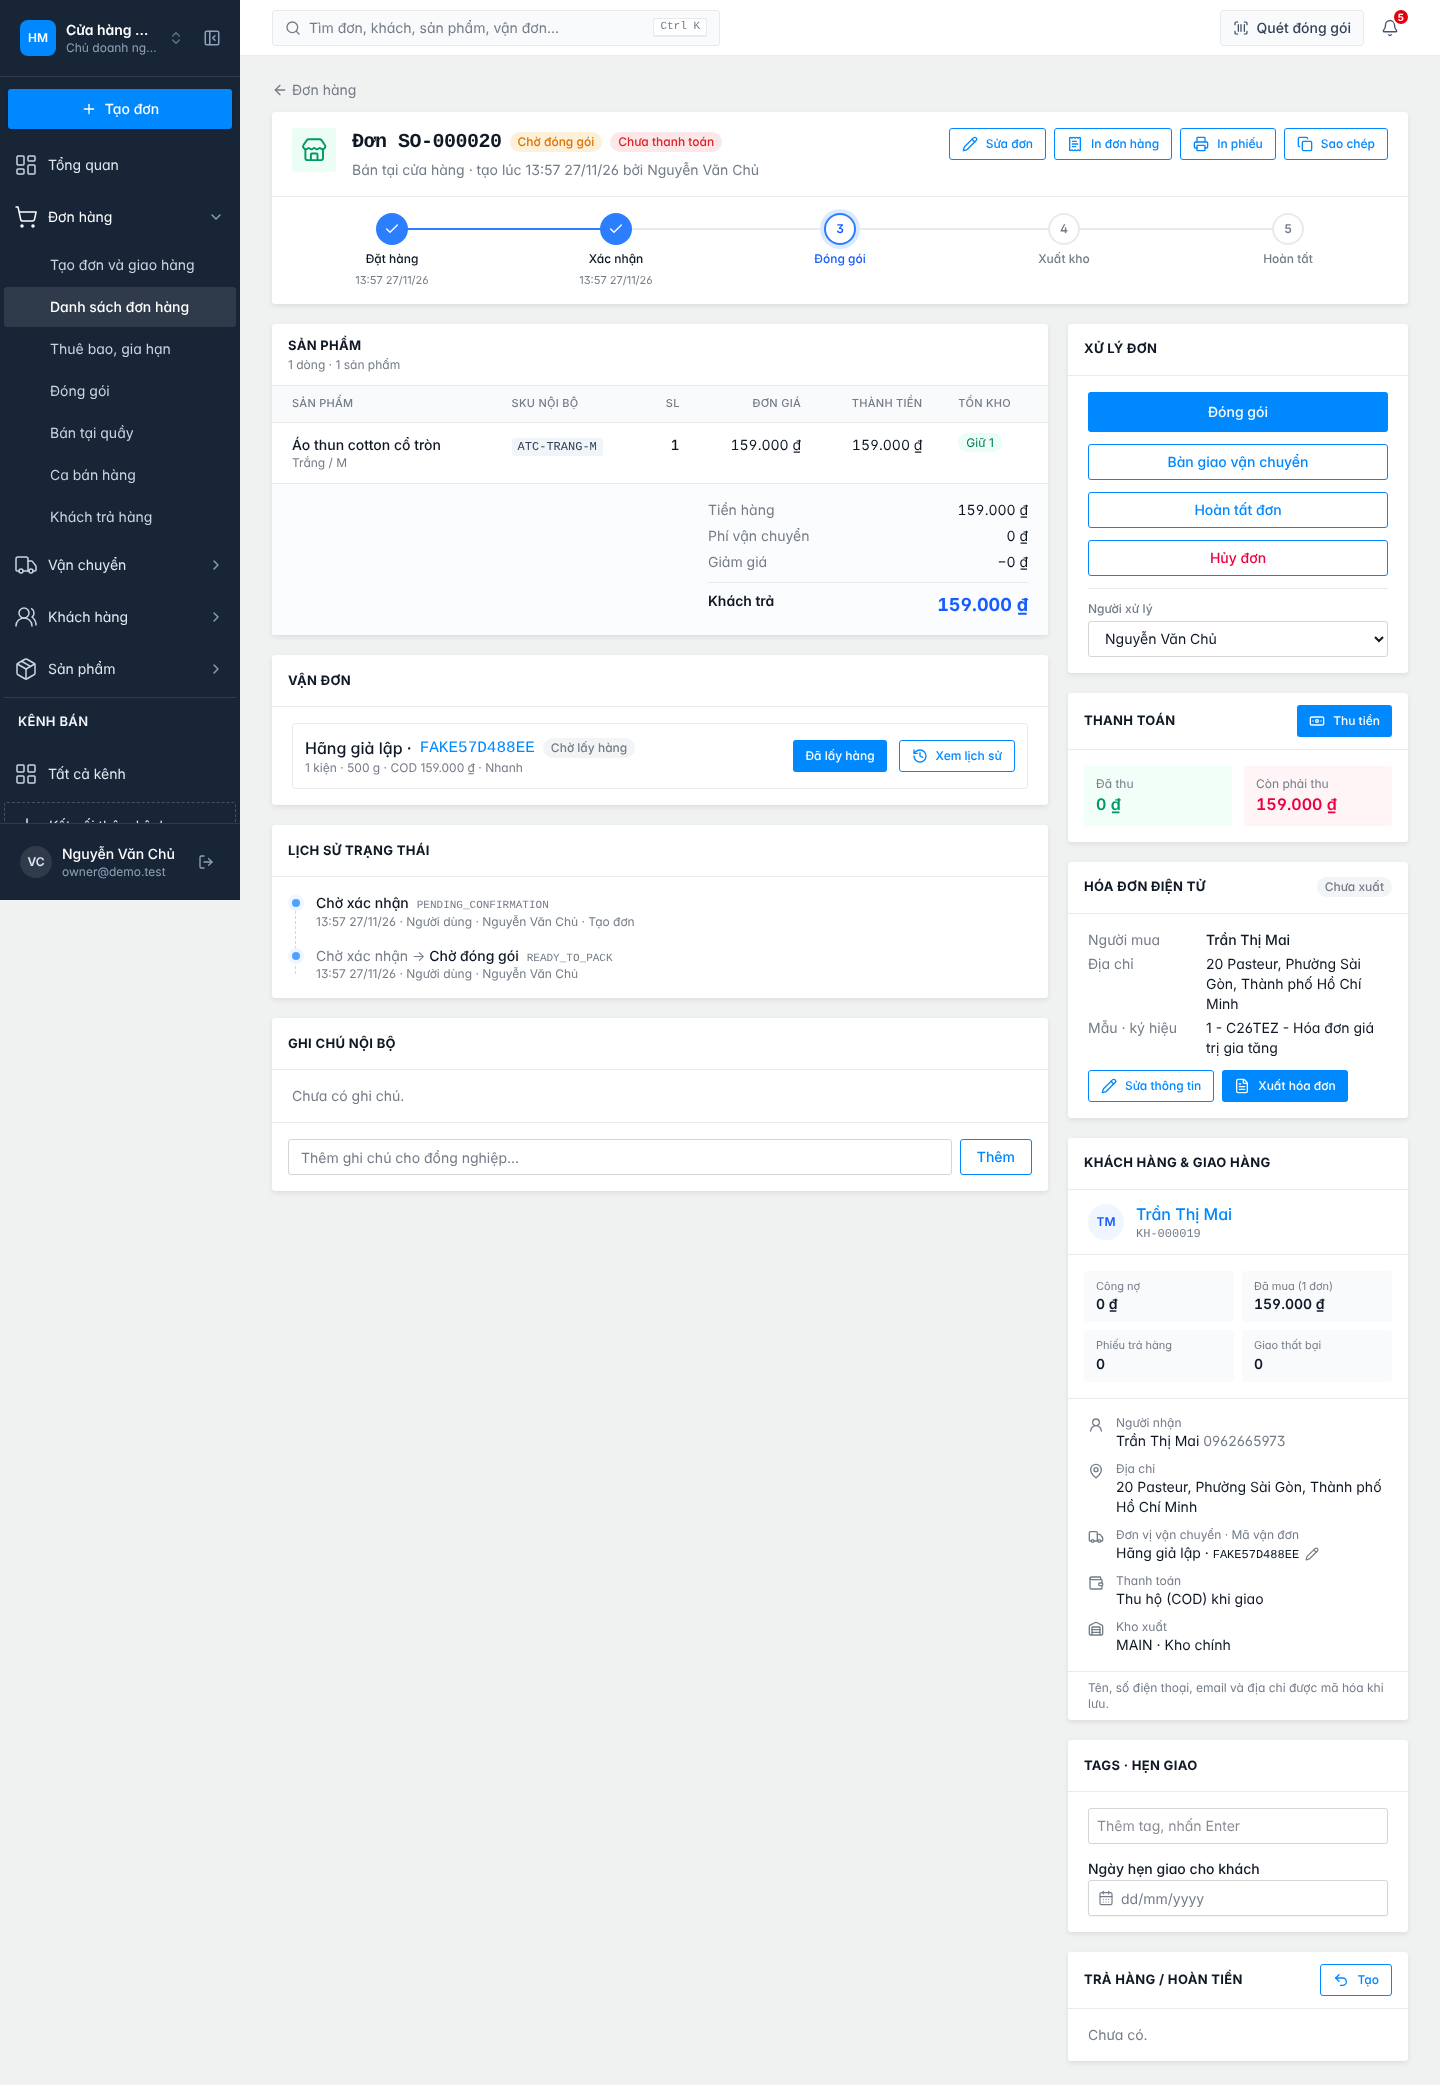 HM
Cửa hàng ...
Chủ doanh ng...
Tạo đơn
Tổng quan
Đơn hàng
Tạo đơn và giao hàng
Danh sách đơn hàng
Thuê bao, gia hạn
Đóng gói
Bán tại quầy
Ca bán hàng
Khách trả hàng
Vận chuyển
Khách hàng
Sản phẩm
KÊNH BÁN
Tất cả kênh
VC
Nguyễn Văn Chủ
owner@demo.test
Tìm đơn, khách, sản phẩm, vận đơn...
Ctrl K
Quét đóng gói
5
Đơn hàng
Đơn SO-000020 Chờ đóng gói Chưa thanh toán
Bán tại cửa hàng · tạo lúc 13:57 27/11/26 bởi Nguyễn Văn Chủ
Sửa đơn
In đơn hàng
In phiếu
Sao chép
Đặt hàng
13:57 27/11/26
Xác nhận
13:57 27/11/26
3
Đóng gói
4
Xuất kho
5
Hoàn tất
SẢN PHẨM
1 dòng · 1 sản phẩm
SẢN PHẨM SKU NỘI BỘ SL ĐƠN GIÁ THÀNH TIỀN TỒN KHO
Áo thun cotton cổ tròn ATC-TRANG-M 1 159.000 ₫ 159.000 ₫ Giữ 1
Trắng / M
Tiền hàng 159.000 ₫
Phí vận chuyển 0 ₫
Giảm giá −0 ₫
Khách trả 159.000 ₫
VẬN ĐƠN
Hãng giả lập · FAKE57D488EE Chờ lấy hàng
1 kiện · 500 g · COD 159.000 ₫ · Nhanh
Đã lấy hàng
Xem lịch sử
LỊCH SỬ TRẠNG THÁI
Chờ xác nhận PENDING_CONFIRMATION
13:57 27/11/26 · Người dùng · Nguyễn Văn Chủ · Tạo đơn
Chờ xác nhận → Chờ đóng gói READY_TO_PACK
13:57 27/11/26 · Người dùng · Nguyễn Văn Chủ
GHI CHÚ NỘI BỘ
Chưa có ghi chú.
Thêm ghi chú cho đồng nghiệp...
Thêm
XỬ LÝ ĐƠN
Đóng gói
Bàn giao vận chuyển
Hoàn tất đơn
Hủy đơn
Người xử lý
Nguyễn Văn Chủ
THANH TOÁN
Thu tiền
Đã thu
0 ₫
Còn phải thu
159.000 ₫
HÓA ĐƠN ĐIỆN TỬ
Chưa xuất
Người mua Trần Thị Mai
Địa chỉ 20 Pasteur, Phường Sài
Gòn, Thành phố Hồ Chí
Minh
Mẫu · ký hiệu 1 - C26TEZ - Hóa đơn giá
trị gia tăng
Sửa thông tin
Xuất hóa đơn
KHÁCH HÀNG & GIAO HÀNG
TM
Trần Thị Mai
KH-000019
Công nợ
0 ₫
Đã mua (1 đơn)
159.000 ₫
Phiếu trả hàng
0
Giao thất bại
0
Người nhận
Trần Thị Mai 0962665973
Địa chỉ
20 Pasteur, Phường Sài Gòn, Thành phố
Hồ Chí Minh
Đơn vị vận chuyển · Mã vận đơn
Hãng giả lập · FAKE57D488EE
Thanh toán
Thu hộ (COD) khi giao
Kho xuất
MAIN · Kho chính
Tên, số điện thoại, email và địa chỉ được mã hóa khi
lưu.
TAGS · HẸN GIAO
Thêm tag, nhấn Enter
Ngày hẹn giao cho khách
dd/mm/yyyy
TRẢ HÀNG / HOÀN TIỀN
Tạo
Chưa có.